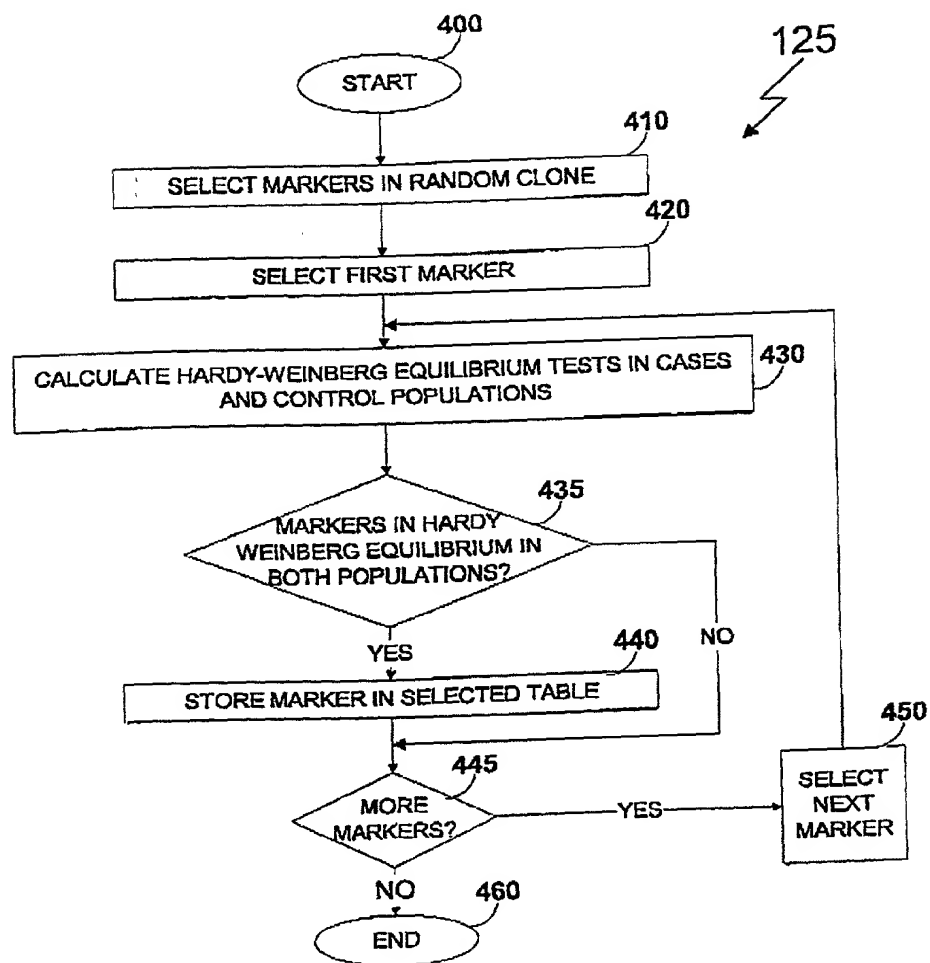 400
125
START
410
SELECT MARKERS IN RANDOM CLONE
420
SELECT FIRST MARKER
CALCULATE HARDY-WEINBERG EQUILIBRIUM TESTS IN CASES
AND CONTROL POPULATIONS
430
435
MARKERS IN HARDY
WEINBERG EQUILIBRIUM IN
BOTH POPULATIONS?
NO
YES
440
STORE MARKER IN SELECTED TABLE
450
445
MORE
MARKERS?
YES
SELECT
NEXT
MARKER
NO
460
END